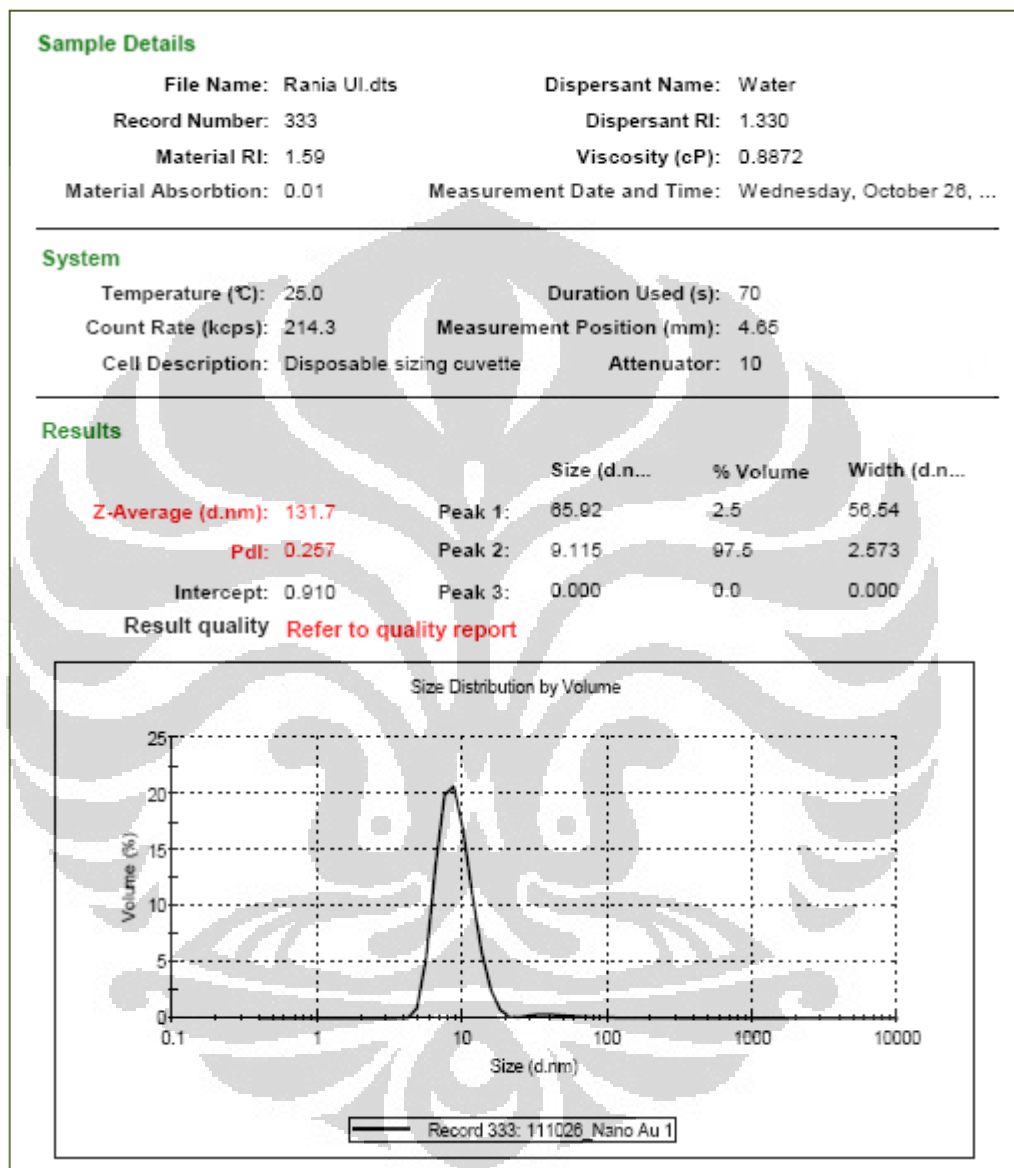 Sample Details
File Name: Rania UI.dts Dispersant Name: Water
Record Number: 333 Dispersant RI: 1.330
Material RI: 1.59 Viscosity (cP): 0.8872
Material Absorbtion: 0.01 Measurement Date and Time: Wednesday, October 26, ...
System
Temperature (°C): 25.0 Duration Used (s): 70
Count Rate (kcps): 214.3 Measurement Position (mm): 4.65
Cell Description: Disposable sizing cuvette Attenuator: 10
Results
Size (d.n... % Volume Width (d.n...
Z-Average (d.nm): 131.7 Peak 1: 65.92 2.5 56.54
PdI: 0.257 Peak 2: 9.115 97.5 2.573
Intercept: 0.910 Peak 3: 0.000 0.0 0.000
Result quality Refer to quality report
Size Distribution by Volume
25
20
15
10
5
0
Volume (%)
0.1 1 10 100 1000 10000
Size (d.nm)
Record 333: 111026_Nano Au 1